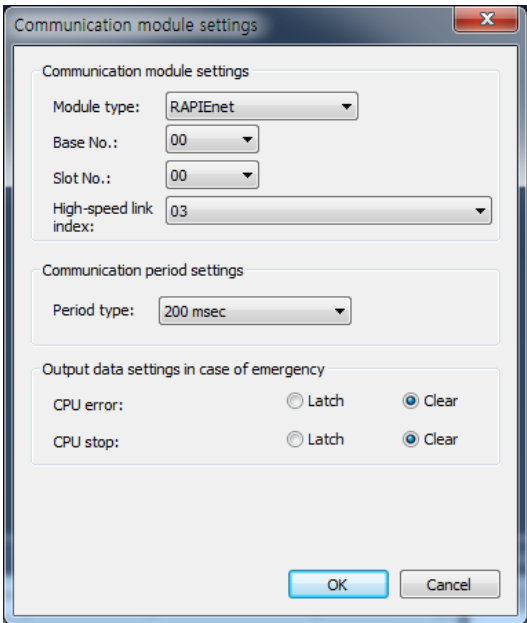 Communication module settings
Communication module settings
Module type: RAPIEnet
Base No.: 00
Slot No.: 00
High-speed link
index: 03
Communication period settings
Period type: 200 msec
Output data settings in case of emergency
CPU error: Latch Clear
CPU stop: Latch Clear
OK Cancel